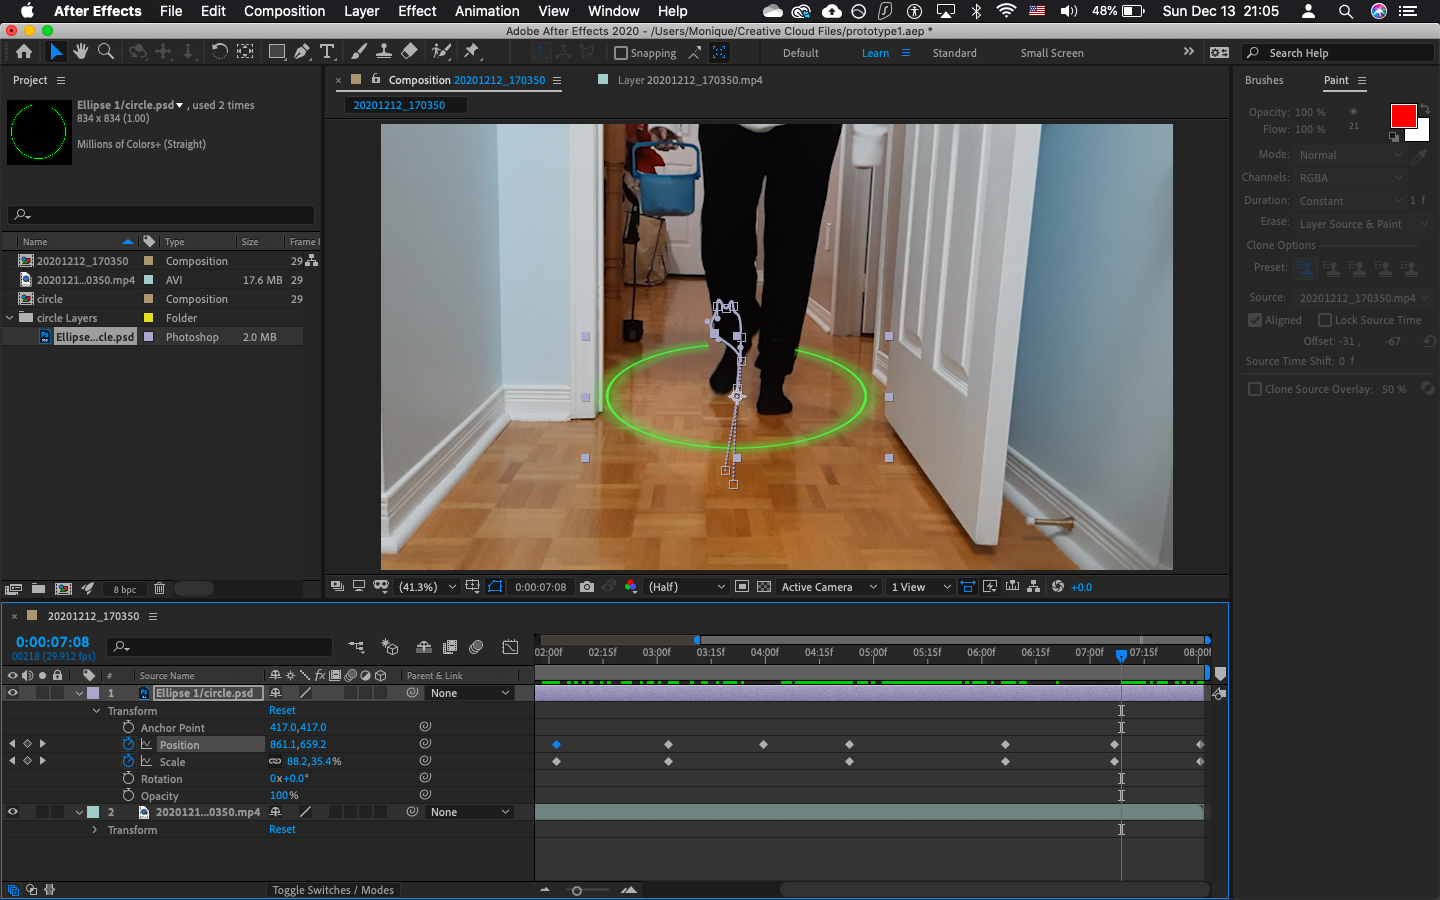 After Effects File Edit Composition Layer Effect Animation View Window Help 48% Sun Dec 13 21:05
Adobe After Effects 2020 - /Users/Monique/Creative Cloud Files/prototype1.aep *
Snapping Default Learn Standard Small Screen Search Help
Project
Ellipse 1/circle.psd , used 2 times
834 x 834 (1.00)
Millions of Colors+ (Straight)
Name Type Size Frame
20201212_170350 Composition 29
2020121...0350.mp4 AVI 17.6 MB 29
circle Composition 29
circle Layers Folder
Ellipse...cle.psd Photoshop 2.0 MB
8 bpc
Composition 20201212_170350 Layer 20201212_170350.mp4
20201212_170350
(41.3%) 0:00:07:08 (Half) Active Camera 1 View +0.0
Brushes Paint
Opacity: 100 %
Flow: 100 % 21
Mode: Normal
Channels: RGBA
Duration: Constant 1 f
Erase: Layer Source & Paint
Clone Options
Preset:
Source: 20201212_170350.mp4
Aligned Lock Source Time
Offset: -31 , -67
Source Time Shift: 0 f
Clone Source Overlay: 50 %
20201212_170350
0:00:07:08
00218 (29.912 fps)
02:00f 02:15f 03:00f 03:15f 04:00f 04:15f 05:00f 05:15f 06:00f 06:15f 07:00f 07:15f 08:00f
# Source Name fx Parent & Link
1 Ellipse 1/circle.psd None
Transform Reset
Anchor Point 417.0,417.0
Position 861.1,659.2
Scale 88.2,35.4%
Rotation 0x+0.0°
Opacity 100%
2 2020121...0350.mp4 None
Transform Reset
Toggle Switches / Modes